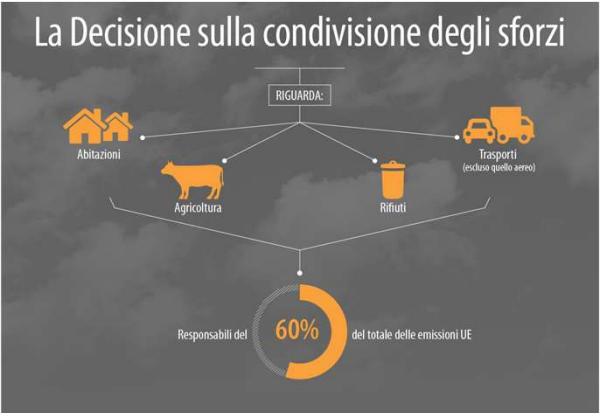 La Decisione sulla condivisione degli sforzi
RIGUARDA:
Abitazioni
Agricoltura
Rifiuti
Trasporti
(escluso quello aereo)
Responsabili del 60% del totale delle emissioni UE